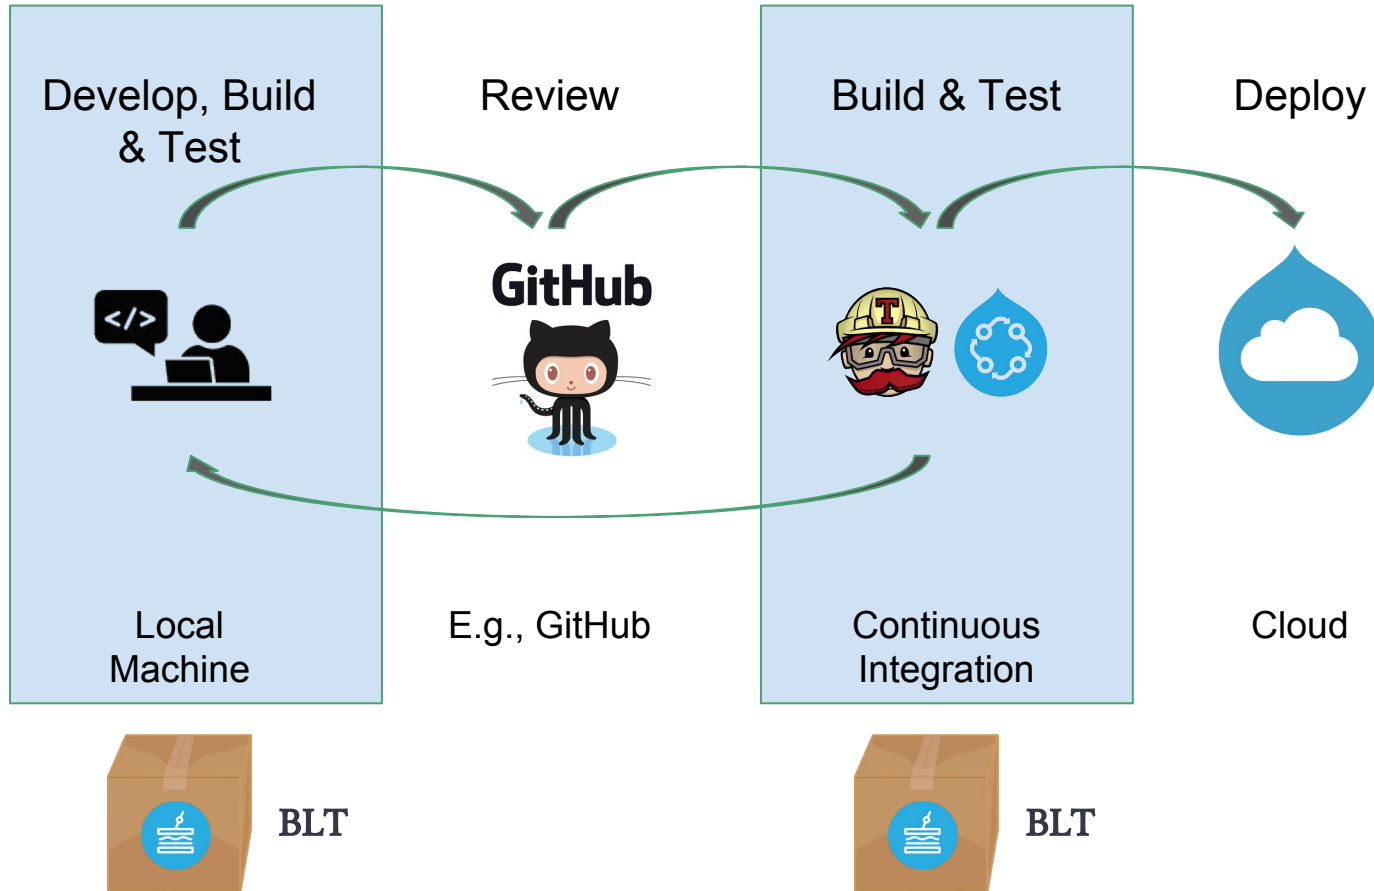 Develop, Build
& Test
Review
Build & Test
Deploy
</>
GitHub
T
Local
Machine
E.g., GitHub
Continuous
Integration
Cloud
BLT
BLT